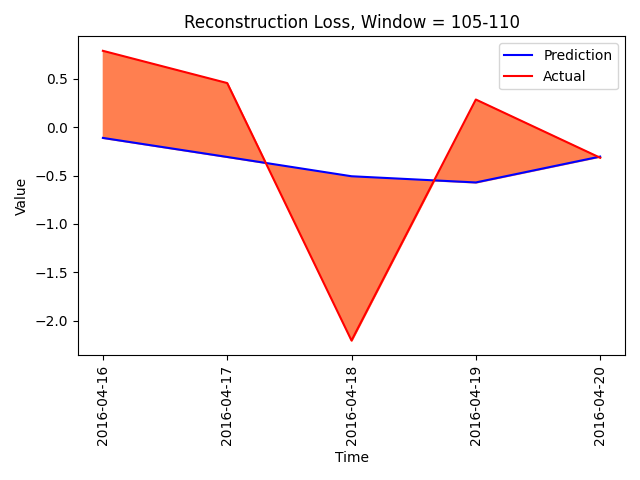 Reconstruction Loss, Window = 105-110
Prediction
Actual
Value
0.5
0.0
−0.5
−1.0
−1.5
−2.0
2016-04-16
2016-04-17
2016-04-18
2016-04-19
2016-04-20
Time